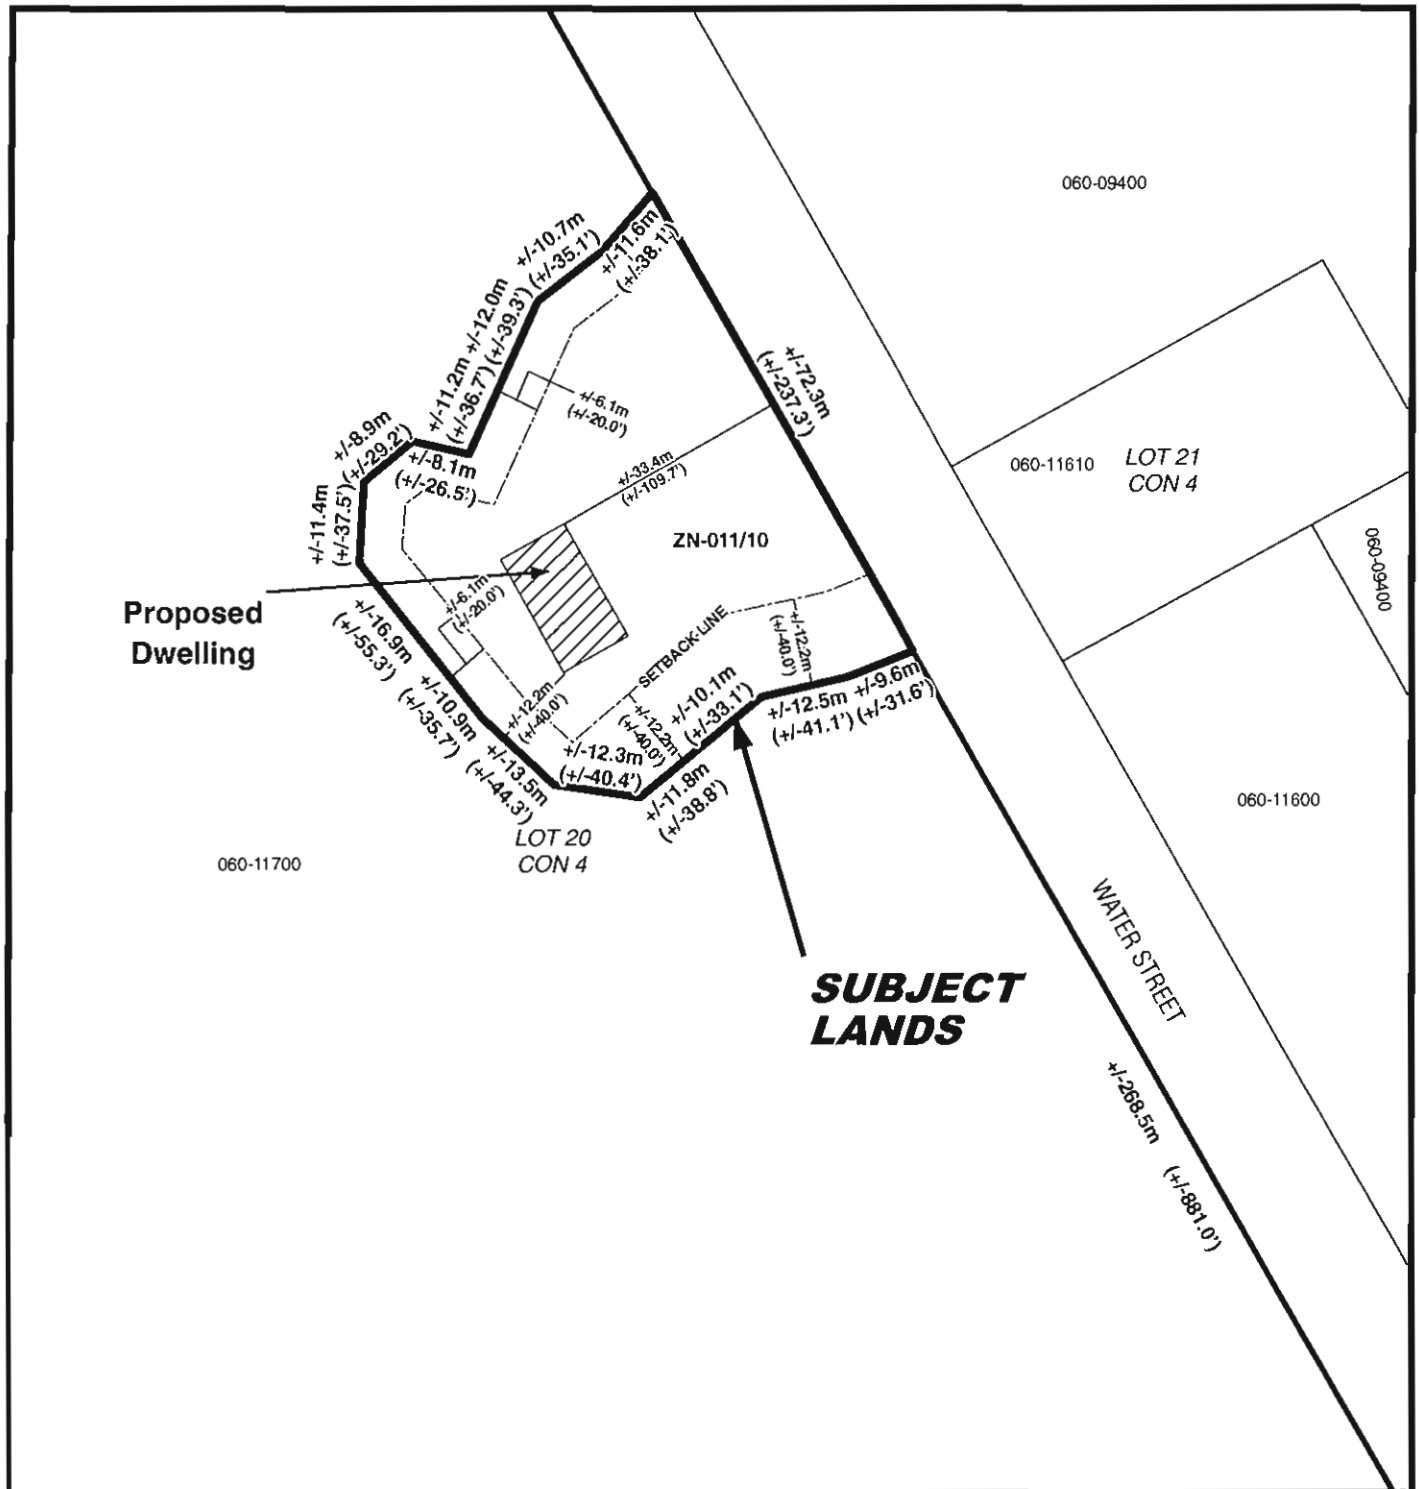 060-09400
+/-10.7m
(+/-35.1')
+/-11.6m
(+/-38.1')
+/-12.0m
(+/-39.3')
+/-11.2m
(+/-36.7')
+/-8.9m
(+/-29.2')
+/-8.1m
(+/-26.5')
+/-11.4m
(+/-37.5')
+/-6.1m
(+/-20.0')
+/-72.3m
(+/-237.3')
+/-33.4m
(+/-109.7')
060-11610
LOT 21
CON 4
060-09400
ZN-011/10
Proposed
Dwelling
+/-6.1m
(+/-20.0')
+/-16.9m
(+/-55.3')
+/-10.9m
(+/-35.7')
+/-12.2m
(+/-40.0')
+/-13.5m
(+/-44.3')
SETBACK LINE
+/-12.2m
(+/-40.0')
+/-12.2m
(+/-40.0')
+/-10.1m
(+/-33.1')
+/-12.5m
(+/-41.1')
+/-9.6m
(+/-31.6')
+/-12.3m
(+/-40.4')
+/-11.8m
(+/-38.8')
060-11600
LOT 20
CON 4
060-11700
WATER STREET
SUBJECT
LANDS
+/-268.5m
(+/-881.0')